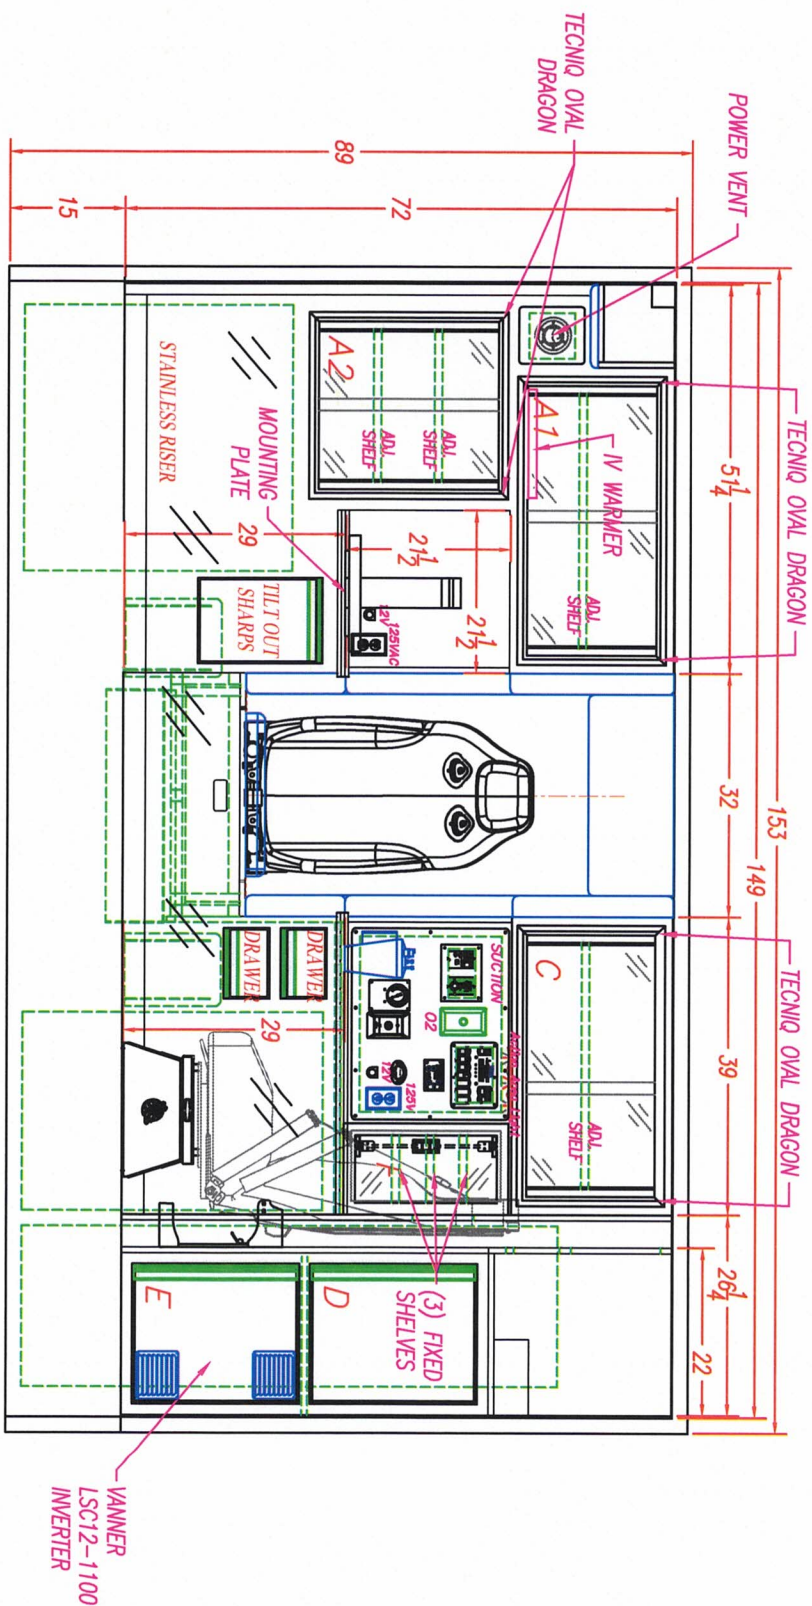 153
149
51 1/4
32
39
26 1/4
22
89
72
15
POWER VENT
TECNIQ OVAL DRAGON
TECNIQ OVAL DRAGON
TECNIQ OVAL
DRAGON
A1
IV WARMER
ADJ.
SHELF
A2
ADJ.
SHELF
ADJ.
SHELF
C
ADJ.
SHELF
21 1/2
21 1/2
12V
125VAC
MOUNTING
PLATE
29
STAINLESS RISER
TILT OUT
SHARPS
SUCTION
O2
12V
125V
F
DRAWER
DRAWER
29
(3) FIXED
SHELVES
D
E
VANNER
LSC12-1100
INVERTER